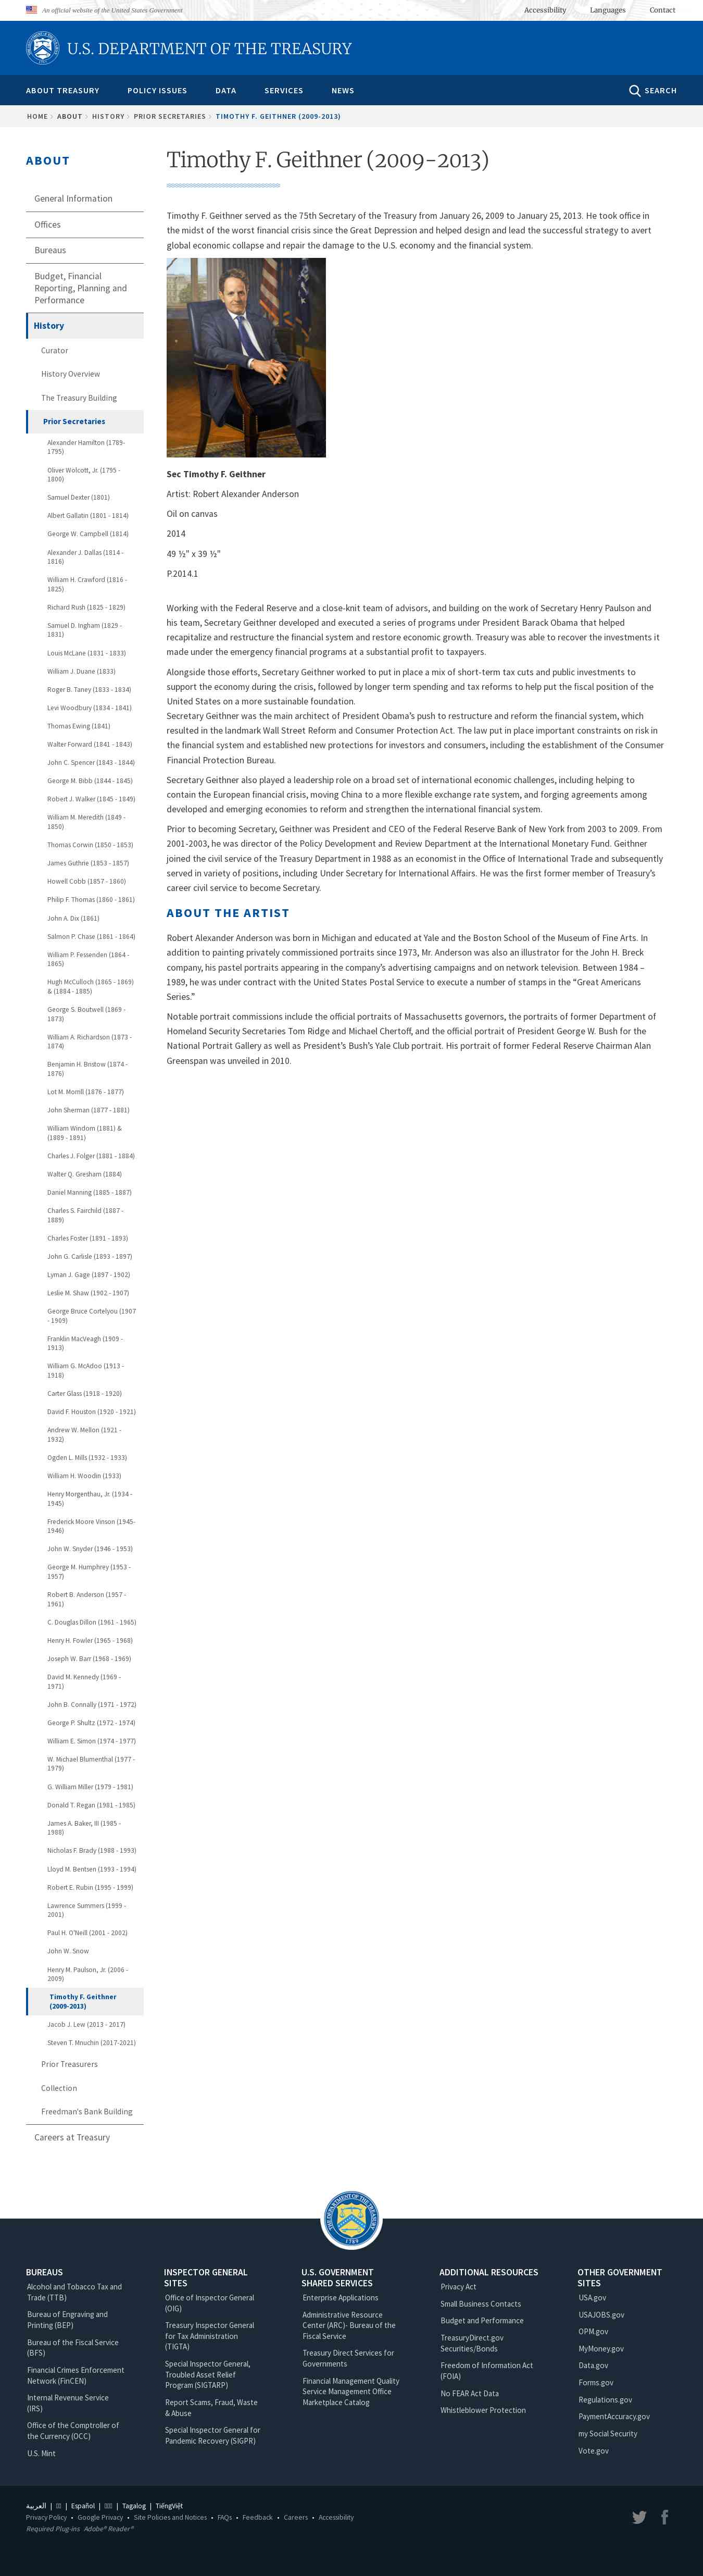 An official website of the United States Government
Accessibility Languages Contact
U.S. DEPARTMENT OF THE TREASURY
ABOUT TREASURY POLICY ISSUES DATA SERVICES NEWS SEARCH
HOME ABOUT HISTORY PRIOR SECRETARIES TIMOTHY F. GEITHNER (2009-2013)
ABOUT
General Information
Offices
Bureaus
Budget, Financial
Reporting, Planning and
Performance
History
Curator
History Overview
The Treasury Building
Prior Secretaries
Alexander Hamilton (1789-
1795)
Oliver Wolcott, Jr. (1795 -
1800)
Samuel Dexter (1801)
Albert Gallatin (1801 - 1814)
George W. Campbell (1814)
Alexander J. Dallas (1814 -
1816)
William H. Crawford (1816 -
1825)
Richard Rush (1825 - 1829)
Samuel D. Ingham (1829 -
1831)
Louis McLane (1831 - 1833)
William J. Duane (1833)
Roger B. Taney (1833 - 1834)
Levi Woodbury (1834 - 1841)
Thomas Ewing (1841)
Walter Forward (1841 - 1843)
John C. Spencer (1843 - 1844)
George M. Bibb (1844 - 1845)
Robert J. Walker (1845 - 1849)
William M. Meredith (1849 -
1850)
Thomas Corwin (1850 - 1853)
James Guthrie (1853 - 1857)
Howell Cobb (1857 - 1860)
Philip F. Thomas (1860 - 1861)
John A. Dix (1861)
Salmon P. Chase (1861 - 1864)
William P. Fessenden (1864 -
1865)
Hugh McCulloch (1865 - 1869)
& (1884 - 1885)
George S. Boutwell (1869 -
1873)
William A. Richardson (1873 -
1874)
Benjamin H. Bristow (1874 -
1876)
Lot M. Morrill (1876 - 1877)
John Sherman (1877 - 1881)
William Windom (1881) &
(1889 - 1891)
Charles J. Folger (1881 - 1884)
Walter Q. Gresham (1884)
Daniel Manning (1885 - 1887)
Charles S. Fairchild (1887 -
1889)
Charles Foster (1891 - 1893)
John G. Carlisle (1893 - 1897)
Lyman J. Gage (1897 - 1902)
Leslie M. Shaw (1902 - 1907)
George Bruce Cortelyou (1907
- 1909)
Franklin MacVeagh (1909 -
1913)
William G. McAdoo (1913 -
1918)
Carter Glass (1918 - 1920)
David F. Houston (1920 - 1921)
Andrew W. Mellon (1921 -
1932)
Ogden L. Mills (1932 - 1933)
William H. Woodin (1933)
Henry Morgenthau, Jr. (1934 -
1945)
Frederick Moore Vinson (1945-
1946)
John W. Snyder (1946 - 1953)
George M. Humphrey (1953 -
1957)
Robert B. Anderson (1957 -
1961)
C. Douglas Dillon (1961 - 1965)
Henry H. Fowler (1965 - 1968)
Joseph W. Barr (1968 - 1969)
David M. Kennedy (1969 -
1971)
John B. Connally (1971 - 1972)
George P. Shultz (1972 - 1974)
William E. Simon (1974 - 1977)
W. Michael Blumenthal (1977 -
1979)
G. William Miller (1979 - 1981)
Donald T. Regan (1981 - 1985)
James A. Baker, III (1985 -
1988)
Nicholas F. Brady (1988 - 1993)
Lloyd M. Bentsen (1993 - 1994)
Robert E. Rubin (1995 - 1999)
Lawrence Summers (1999 -
2001)
Paul H. O'Neill (2001 - 2002)
John W. Snow
Henry M. Paulson, Jr. (2006 -
2009)
Timothy F. Geithner
(2009-2013)
Jacob J. Lew (2013 - 2017)
Steven T. Mnuchin (2017-2021)
Prior Treasurers
Collection
Freedman's Bank Building
Careers at Treasury
Timothy F. Geithner (2009-2013)
Timothy F. Geithner served as the 75th Secretary of the Treasury from January 26, 2009 to January 25, 2013. He took office in
the midst of the worst financial crisis since the Great Depression and helped design and lead the successful strategy to avert
global economic collapse and repair the damage to the U.S. economy and the financial system.
Sec Timothy F. Geithner
Artist: Robert Alexander Anderson
Oil on canvas
2014
49 ½" x 39 ½"
P.2014.1
Working with the Federal Reserve and a close-knit team of advisors, and building on the work of Secretary Henry Paulson and
his team, Secretary Geithner developed and executed a series of programs under President Barack Obama that helped
recapitalize and restructure the financial system and restore economic growth. Treasury was able to recover the investments it
made under the emergency financial programs at a substantial profit to taxpayers.
Alongside those efforts, Secretary Geithner worked to put in place a mix of short-term tax cuts and public investments to
support the economy during the crisis, followed by longer term spending and tax reforms to help put the fiscal position of the
United States on a more sustainable foundation.
Secretary Geithner was the main architect of President Obama's push to restructure and reform the financial system, which
resulted in the landmark Wall Street Reform and Consumer Protection Act. The law put in place important constraints on risk in
the financial system and established new protections for investors and consumers, including the establishment of the Consumer
Financial Protection Bureau.
Secretary Geithner also played a leadership role on a broad set of international economic challenges, including helping to
contain the European financial crisis, moving China to a more flexible exchange rate system, and forging agreements among
developed and emerging economies to reform and strengthen the international financial system.
Prior to becoming Secretary, Geithner was President and CEO of the Federal Reserve Bank of New York from 2003 to 2009. From
2001-2003, he was director of the Policy Development and Review Department at the International Monetary Fund. Geithner
joined the civil service of the Treasury Department in 1988 as an economist in the Office of International Trade and subsequently
served in variety of positions, including Under Secretary for International Affairs. He was the first former member of Treasury's
career civil service to become Secretary.
ABOUT THE ARTIST
Robert Alexander Anderson was born in Michigan and educated at Yale and the Boston School of the Museum of Fine Arts. In
addition to painting privately commissioned portraits since 1973, Mr. Anderson was also an illustrator for the John H. Breck
company, his pastel portraits appearing in the company's advertising campaigns and on network television. Between 1984 –
1989, he was under contract with the United States Postal Service to execute a number of stamps in the "Great Americans
Series."
Notable portrait commissions include the official portraits of Massachusetts governors, the portraits of former Department of
Homeland Security Secretaries Tom Ridge and Michael Chertoff, and the official portrait of President George W. Bush for the
National Portrait Gallery as well as President's Bush's Yale Club portrait. His portrait of former Federal Reserve Chairman Alan
Greenspan was unveiled in 2010.
BUREAUS
Alcohol and Tobacco Tax and
Trade (TTB)
Bureau of Engraving and
Printing (BEP)
Bureau of the Fiscal Service
(BFS)
Financial Crimes Enforcement
Network (FinCEN)
Internal Revenue Service
(IRS)
Office of the Comptroller of
the Currency (OCC)
U.S. Mint
INSPECTOR GENERAL
SITES
Office of Inspector General
(OIG)
Treasury Inspector General
for Tax Administration
(TIGTA)
Special Inspector General,
Troubled Asset Relief
Program (SIGTARP)
Report Scams, Fraud, Waste
& Abuse
Special Inspector General for
Pandemic Recovery (SIGPR)
U.S. GOVERNMENT
SHARED SERVICES
Enterprise Applications
Administrative Resource
Center (ARC)- Bureau of the
Fiscal Service
Treasury Direct Services for
Governments
Financial Management Quality
Service Management Office
Marketplace Catalog
ADDITIONAL RESOURCES
Privacy Act
Small Business Contacts
Budget and Performance
TreasuryDirect.gov
Securities/Bonds
Freedom of Information Act
(FOIA)
No FEAR Act Data
Whistleblower Protection
OTHER GOVERNMENT
SITES
USA.gov
USAJOBS.gov
OPM.gov
MyMoney.gov
Data.gov
Forms.gov
Regulations.gov
PaymentAccuracy.gov
my Social Security
Vote.gov
العربية | | Español | | Tagalog | TiếngViệt
Privacy Policy • Google Privacy • Site Policies and Notices • FAQs • Feedback • Careers • Accessibility
Required Plug-ins Adobe® Reader®